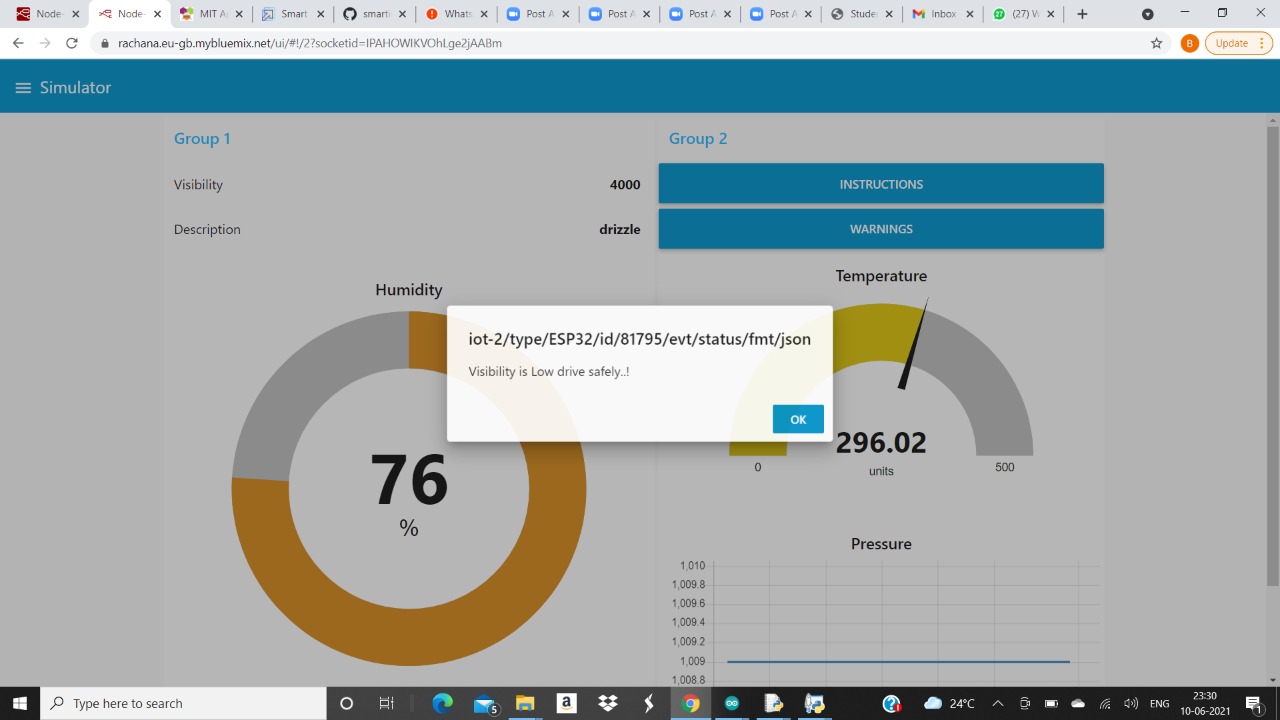 Node-
Node-
MIT A
Smart
smart
Whats
Post A
Post A
Post A
Post A
Stude
Inbox
(27) W
rachana.eu-gb.mybluemix.net/ui/#!/2?socketid=IPAHOWIKVOhLge2jAABm
B
Update
Simulator
Group 1
Group 2
Visibility 4000
INSTRUCTIONS
Description drizzle
WARNINGS
Humidity
Temperature
iot-2/type/ESP32/id/81795/evt/status/fmt/json
Visibility is Low drive safely..!
OK
76
%
296.02
units
0
500
Pressure
1,010
1,009.8
1,009.6
1,009.4
1,009.2
1,009
1,008.8
Type here to search
5
24°C
ENG
23:30
10-06-2021
1